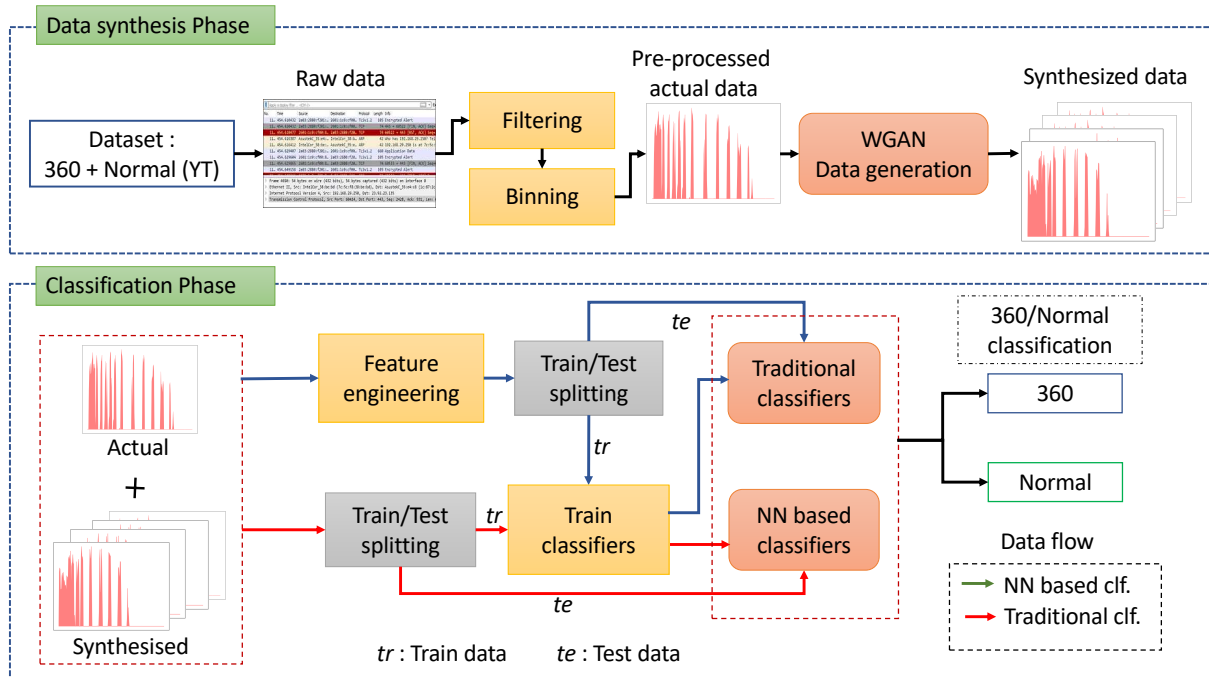 Data synthesis Phase
Raw data
Pre-processed
actual data
Synthesized data
Dataset :
360 + Normal (YT)
Filtering
Binning
WGAN
Data generation
Classification Phase
te
360/Normal
classification
Feature
engineering
Train/Test
splitting
Traditional
classifiers
360
Actual
tr
+
Normal
Train/Test
splitting
tr
Train
classifiers
NN based
classifiers
Data flow
te
NN based clf.
Traditional clf.
Synthesised
tr : Train data
te : Test data